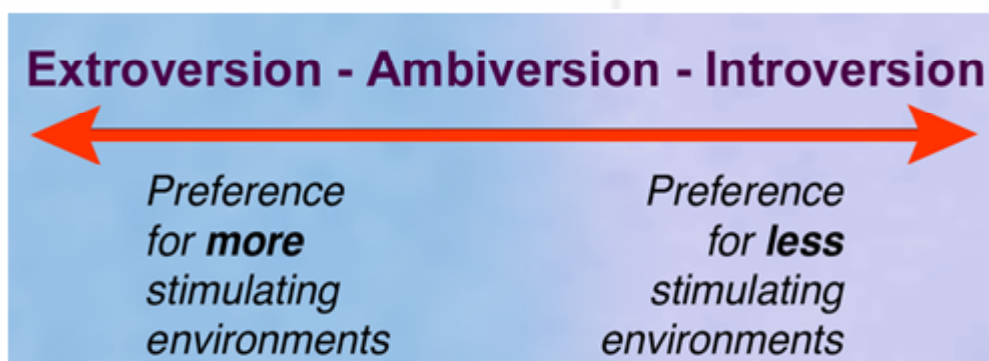 Extroversion - Ambiversion - Introversion
Preference
for more
stimulating
environments
Preference
for less
stimulating
environments